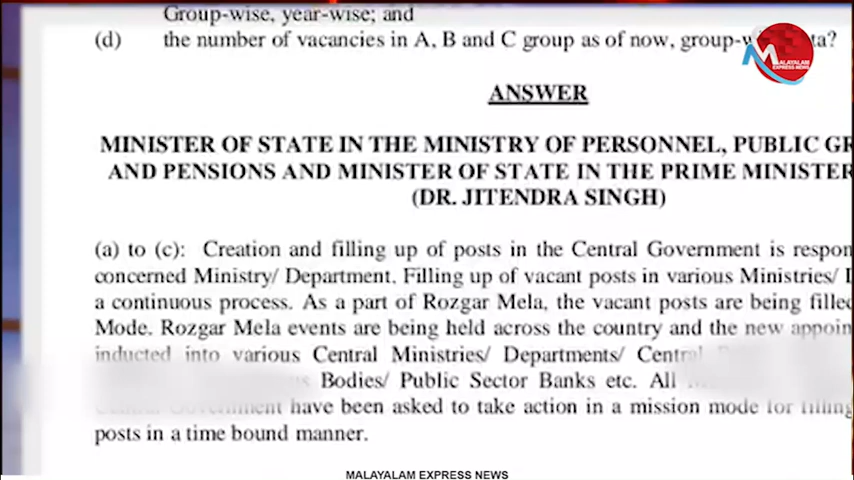 Group-wise, year-wise; and
(d) the number of vacancies in A, B and C group as of now,
MALAYALAM
EXPRESS NEWS
ANSWER
MINISTER OF STATE IN THE MINISTRY OF PERSONNEL, PUBLIC GR
AND PENSIONS AND MINISTER OF STATE IN THE PRIME MINISTER
(DR. JITENDRA SINGH)
(a) to (c): Creation and filling up of posts in the Central Government is respon
concerned Ministry/ Department. Filling up of vacant posts in various Ministries/
a continuous process. As a part of Rozgar Mela, the vacant posts are being filled
Mode. Rozgar Mela events are being held across the country and the new appoin
inducted into various Central Ministries/ Departments/ Central
Bodies/ Public Sector Banks etc. All
Central Government have been asked to take action in a mission mode for filling
posts in a time bound manner.
MALAYALAM EXPRESS NEWS